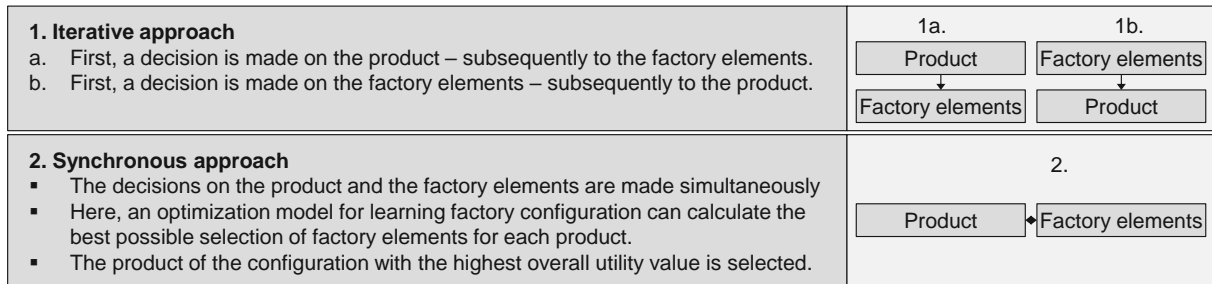 1. Iterative approach
a. First, a decision is made on the product – subsequently to the factory elements.
b. First, a decision is made on the factory elements – subsequently to the product.
1a. 1b.
Product Factory elements
Factory elements Product
2. Synchronous approach
▪ The decisions on the product and the factory elements are made simultaneously
▪ Here, an optimization model for learning factory configuration can calculate the
best possible selection of factory elements for each product.
▪ The product of the configuration with the highest overall utility value is selected.
2.
Product Factory elements